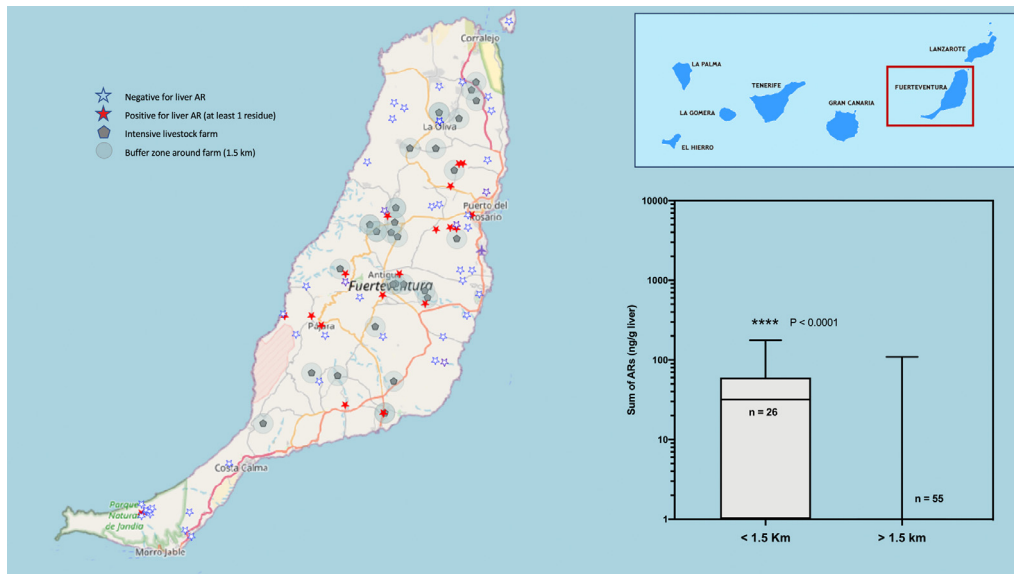 Corralejo
Negative for liver AR
Positive for liver AR (at least 1 residue)
Intensive livestock farm
Buffer zone around farm (1.5 km)
La Oliva
Puerto del
Rosario
Antigua
Fuerteventura
Pájara
Costa Calma
Parque
Natural
de Jandía
Morro Jable
LANZAROTE
LA PALMA
TENERIFE
FUERTEVENTURA
GRAN CANARIA
LA GOMERA
EL HIERRO
10000
1000
100
10
1
Sum of ARs (ng/g liver)
**** P < 0.0001
n = 26
n = 55
< 1.5 Km
> 1.5 km